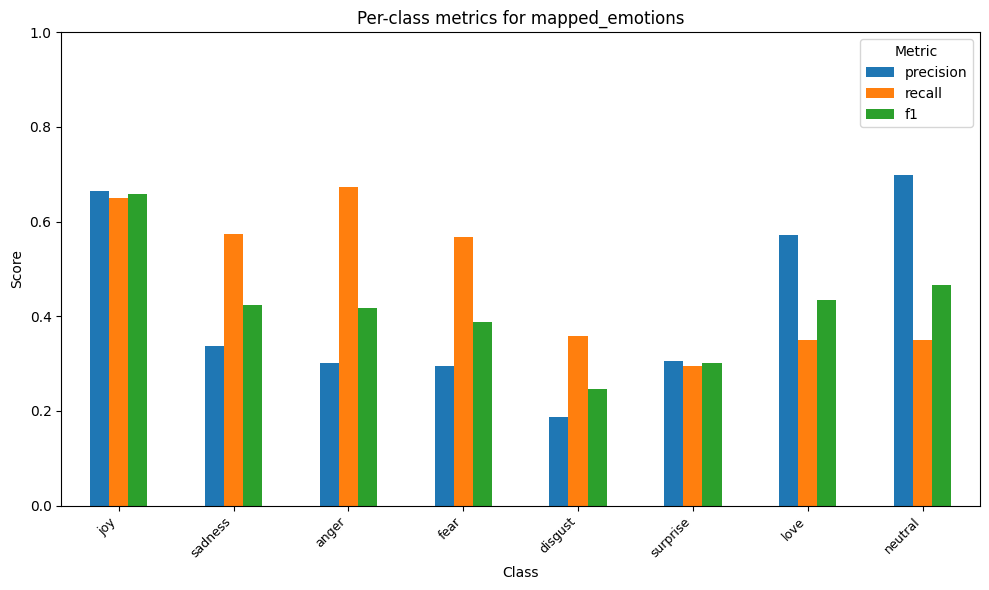 Per-class metrics for mapped_emotions
1.0
0.8
0.6
0.4
0.2
0.0
Score
Metric
precision
recall
f1
joy
sadness
anger
fear
disgust
surprise
love
neutral
Class